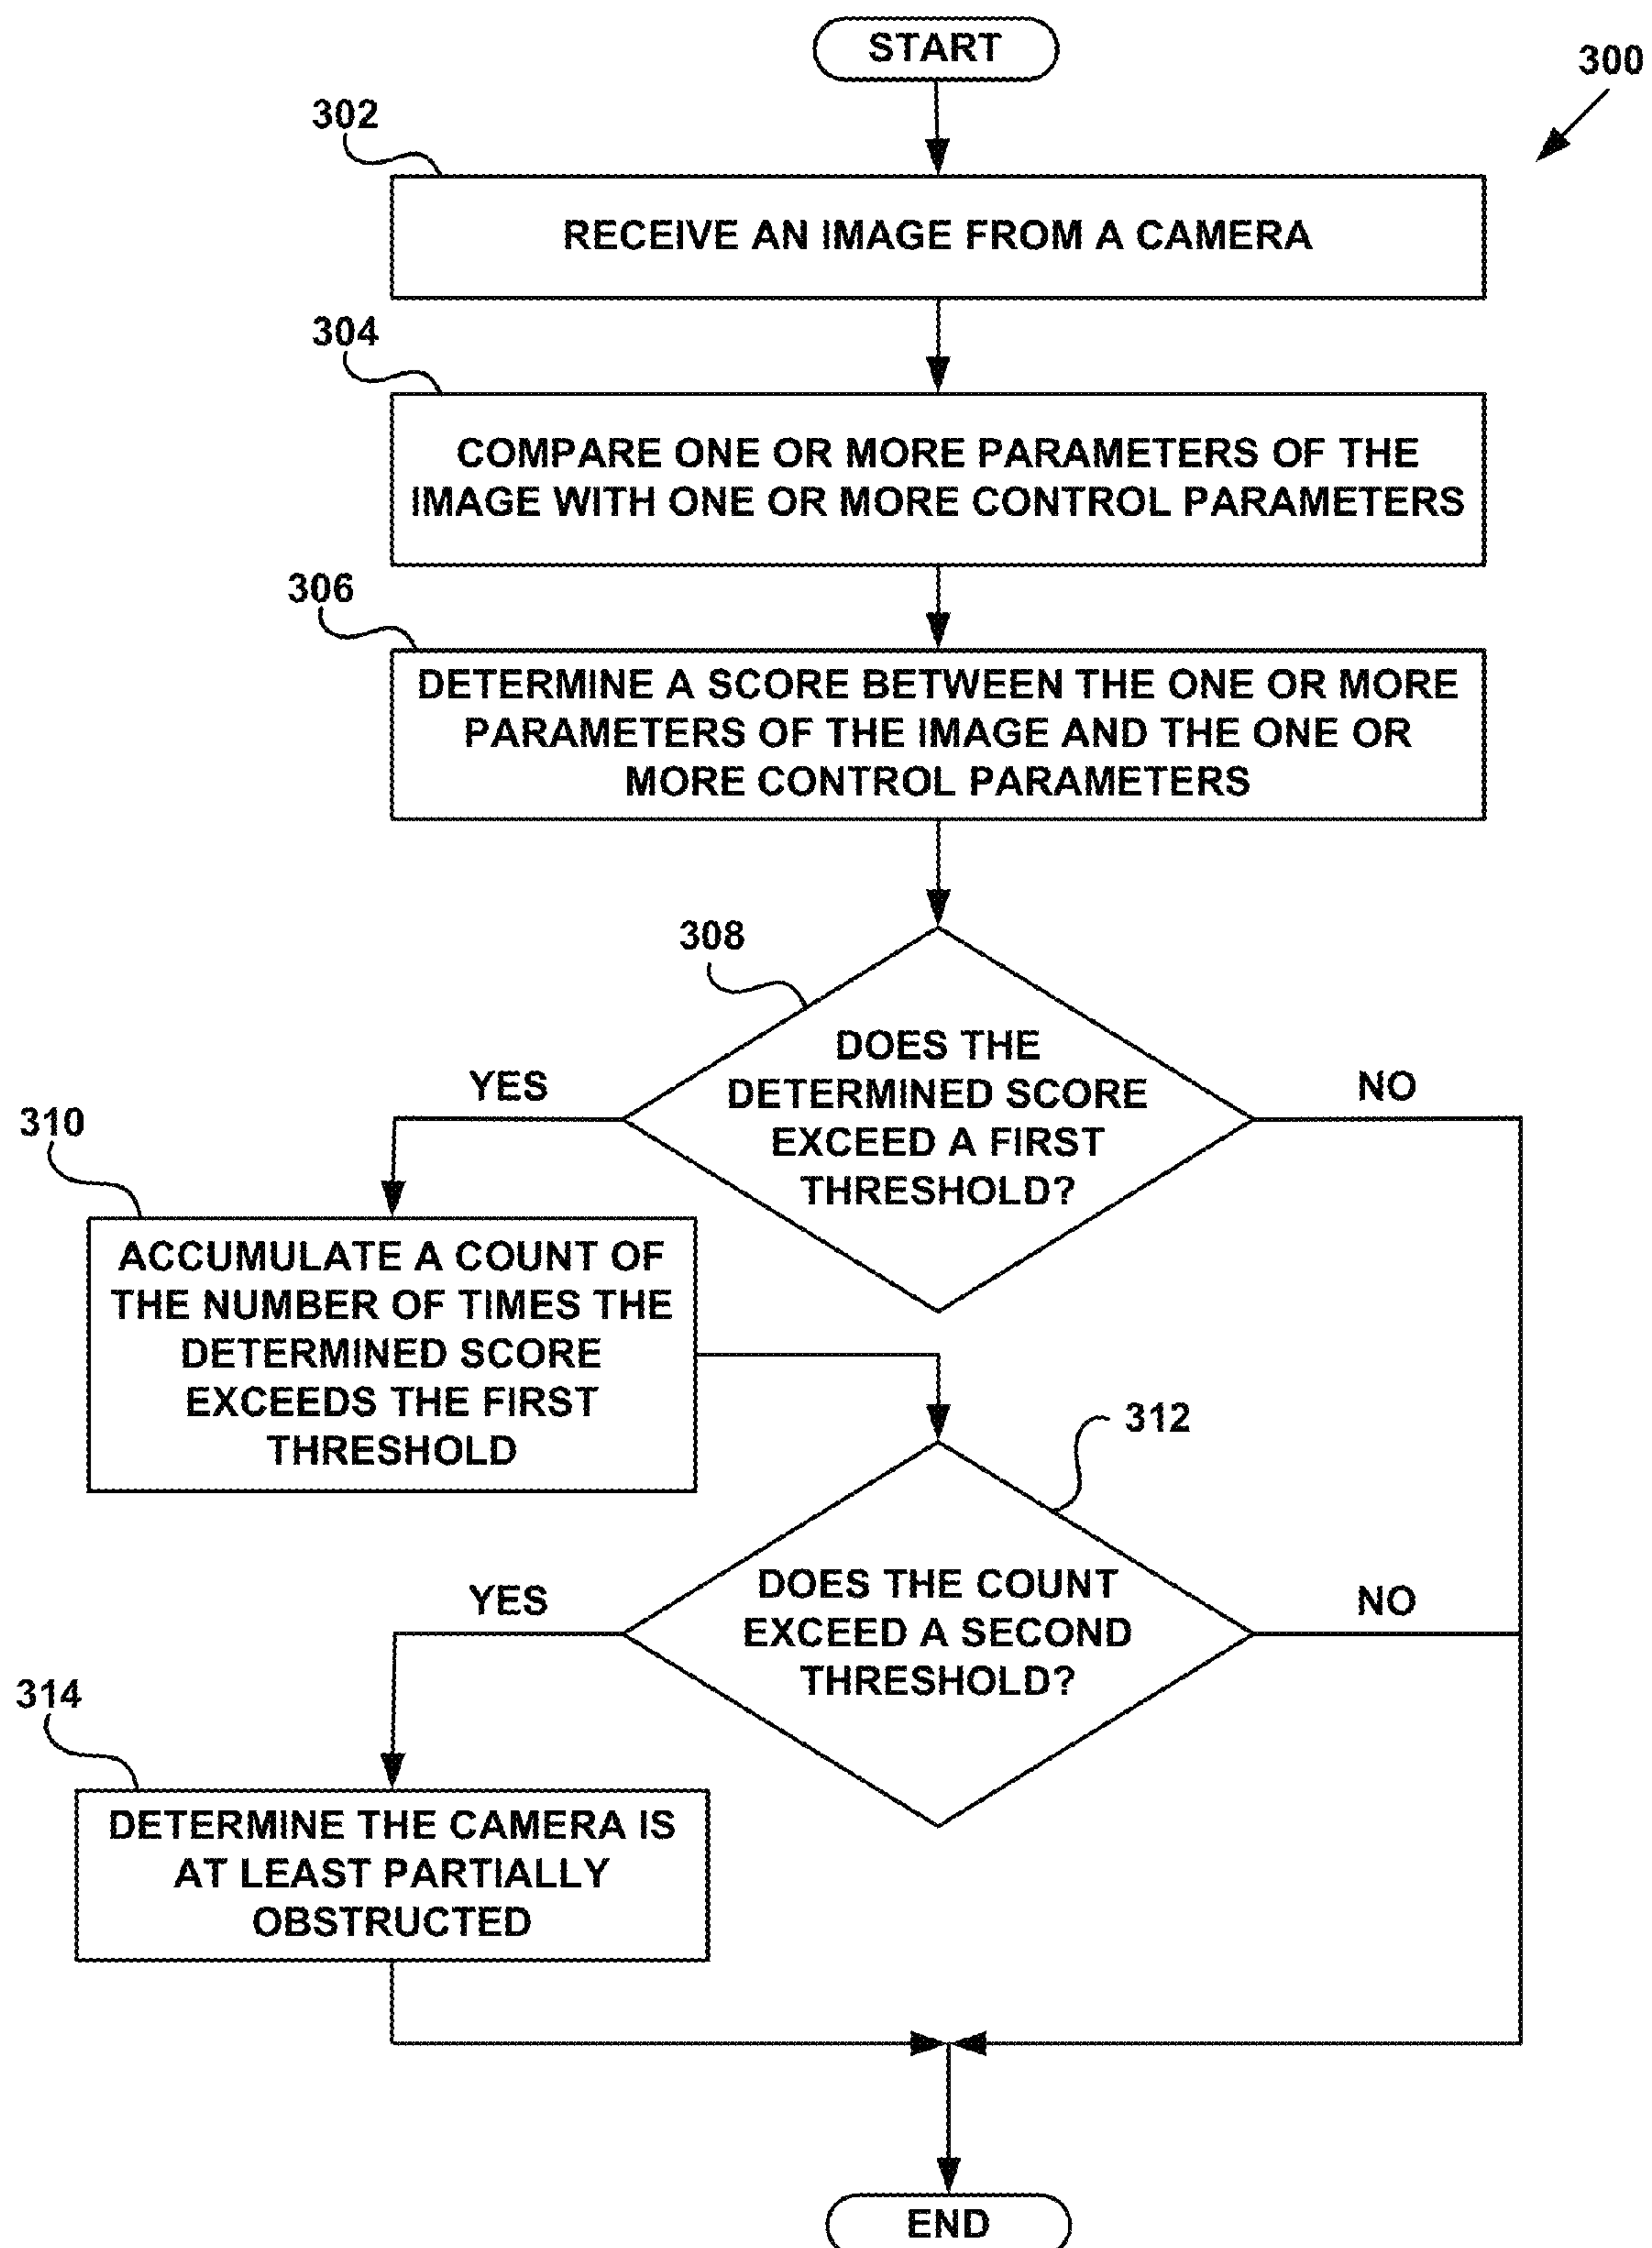 START
300
302
RECEIVE AN IMAGE FROM A CAMERA
304
COMPARE ONE OR MORE PARAMETERS OF THE
IMAGE WITH ONE OR MORE CONTROL PARAMETERS
306
DETERMINE A SCORE BETWEEN THE ONE OR MORE
PARAMETERS OF THE IMAGE AND THE ONE OR
MORE CONTROL PARAMETERS
308
DOES THE
DETERMINED SCORE
EXCEED A FIRST
THRESHOLD?
YES
NO
310
ACCUMULATE A COUNT OF
THE NUMBER OF TIMES THE
DETERMINED SCORE
EXCEEDS THE FIRST
THRESHOLD
312
DOES THE COUNT
EXCEED A SECOND
THRESHOLD?
YES
NO
314
DETERMINE THE CAMERA IS
AT LEAST PARTIALLY
OBSTRUCTED
END